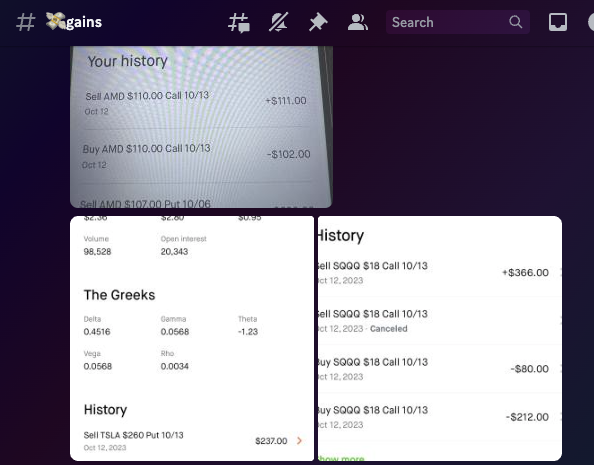 gains
Search
Your history
Sell AMD $110.00 Call 10/13
+$111.00
Oct 12
Buy AMD $110.00 Call 10/13
-$102.00
Oct 12
Sell AMD $107.00 Put 10/06
$2.36 $2.80 $0.95
Volume Open interest
98,528 20,343
The Greeks
Delta Gamma Theta
0.4516 0.0568 -1.23
Vega Rho
0.0568 0.0034
History
Sell TSLA $260 Put 10/13
$237.00
Oct 12, 2023
History
Sell SQQQ $18 Call 10/13
+$366.00
Oct 12, 2023
Sell SQQQ $18 Call 10/13
Oct 12, 2023 · Canceled
Buy SQQQ $18 Call 10/13
-$80.00
Oct 12, 2023
Buy SQQQ $18 Call 10/13
-$212.00
Oct 12, 2023
Show more